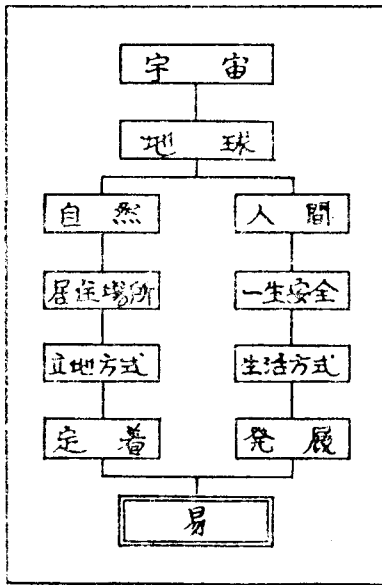 宇宙
地球
自然
人間
居住場所
一生安全
立地方式
生活方式
定着
発展
易